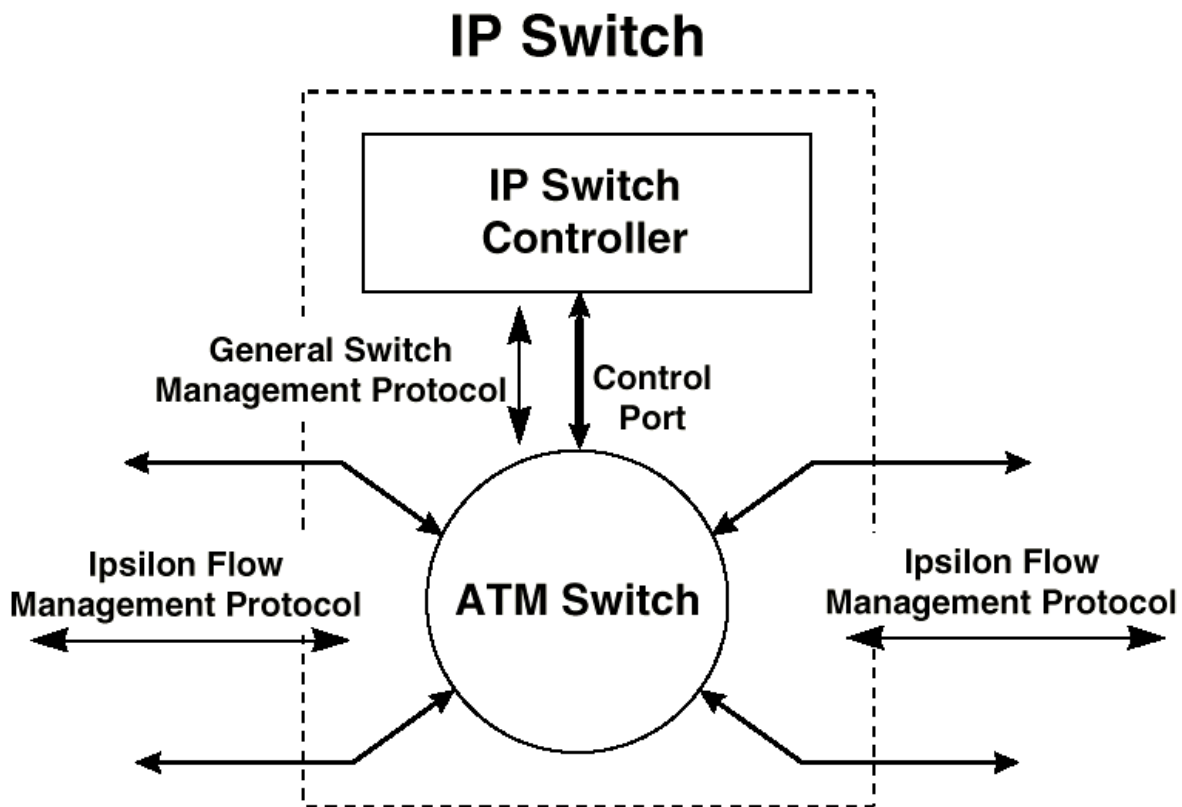 IP Switch
IP Switch
Controller
General Switch
Management Protocol
Control
Port
Ipsilon Flow
Management Protocol
ATM Switch
Ipsilon Flow
Management Protocol